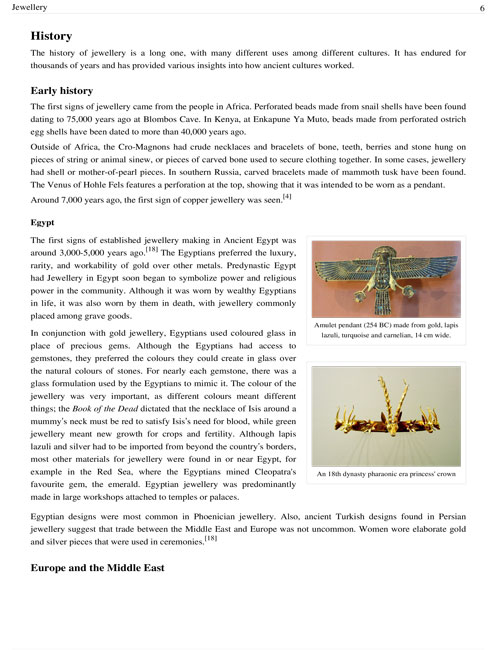 Jewellery
6
History
The history of jewellery is a long one, with many different uses among different cultures. It has endured for
thousands of years and has provided various insights into how ancient cultures worked.
Early history
The first signs of jewellery came from the people in Africa. Perforated beads made from snail shells have been found
dating to 75,000 years ago at Blombos Cave. In Kenya, at Enkapune Ya Muto, beads made from perforated ostrich
egg shells have been dated to more than 40,000 years ago.
Outside of Africa, the Cro-Magnons had crude necklaces and bracelets of bone, teeth, berries and stone hung on
pieces of string or animal sinew, or pieces of carved bone used to secure clothing together. In some cases, jewellery
had shell or mother-of-pearl pieces. In southern Russia, carved bracelets made of mammoth tusk have been found.
The Venus of Hohle Fels features a perforation at the top, showing that it was intended to be worn as a pendant.
Around 7,000 years ago, the first sign of copper jewellery was seen.[4]
Egypt
The first signs of established jewellery making in Ancient Egypt was
around 3,000-5,000 years ago.[18] The Egyptians preferred the luxury,
rarity, and workability of gold over other metals. Predynastic Egypt
had Jewellery in Egypt soon began to symbolize power and religious
power in the community. Although it was worn by wealthy Egyptians
in life, it was also worn by them in death, with jewellery commonly
placed among grave goods.
In conjunction with gold jewellery, Egyptians used coloured glass in
place of precious gems. Although the Egyptians had access to
gemstones, they preferred the colours they could create in glass over
the natural colours of stones. For nearly each gemstone, there was a
glass formulation used by the Egyptians to mimic it. The colour of the
jewellery was very important, as different colours meant different
things; the Book of the Dead dictated that the necklace of Isis around a
mummy's neck must be red to satisfy Isis's need for blood, while green
jewellery meant new growth for crops and fertility. Although lapis
lazuli and silver had to be imported from beyond the country's borders,
most other materials for jewellery were found in or near Egypt, for
example in the Red Sea, where the Egyptians mined Cleopatra's
favourite gem, the emerald. Egyptian jewellery was predominantly
made in large workshops attached to temples or palaces.
Amulet pendant (254 BC) made from gold, lapis
lazuli, turquoise and carnelian, 14 cm wide.
An 18th dynasty pharaonic era princess' crown
Egyptian designs were most common in Phoenician jewellery. Also, ancient Turkish designs found in Persian
jewellery suggest that trade between the Middle East and Europe was not uncommon. Women wore elaborate gold
and silver pieces that were used in ceremonies.[18]
Europe and the Middle East